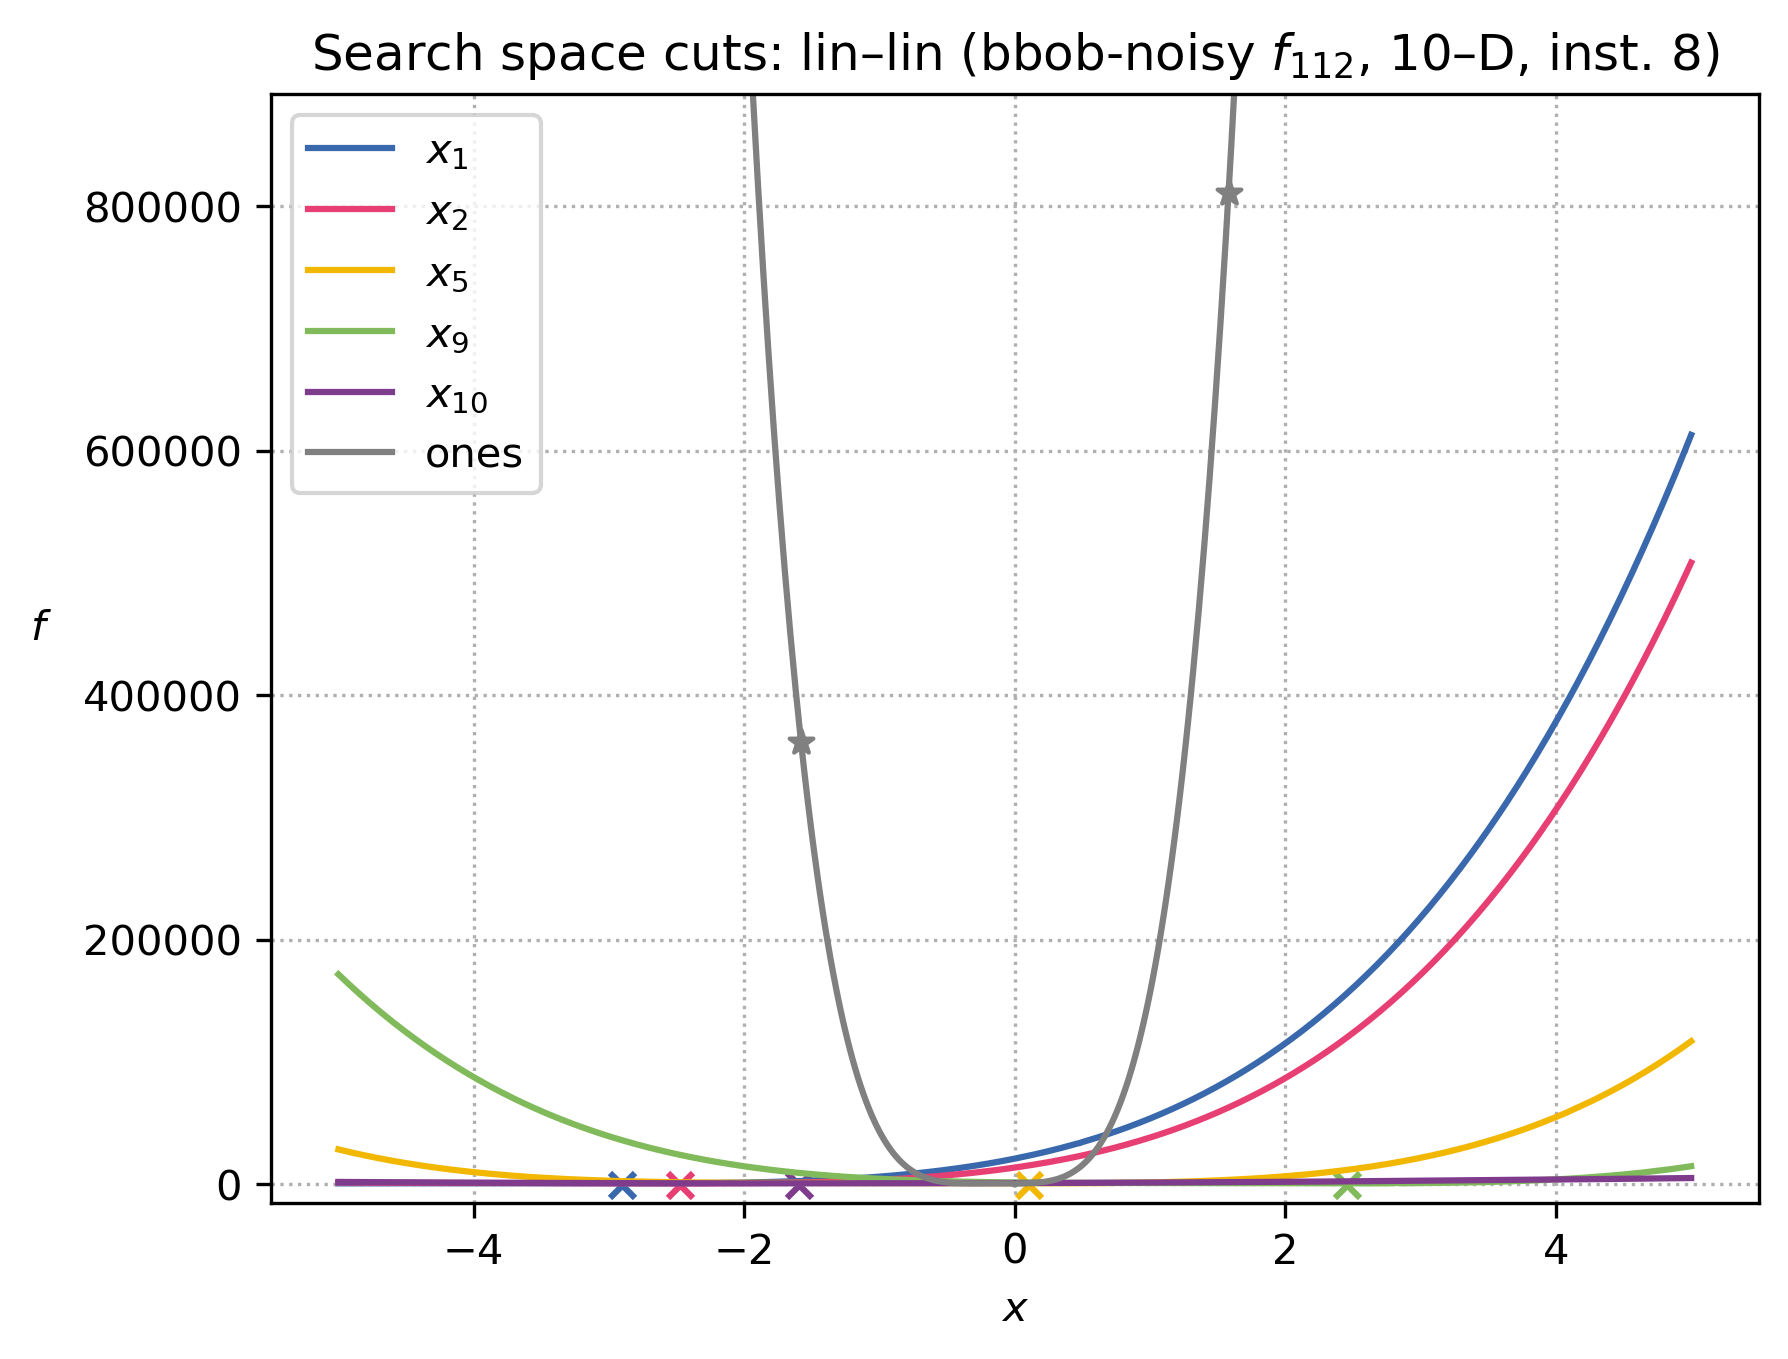 Search space cuts: lin–lin (bbob-noisy f₁₁₂, 10–D, inst. 8)
x₁
x₂
x₅
x₉
x₁₀
ones
800000
600000
400000
200000
0
f
−4 −2 0 2 4
x